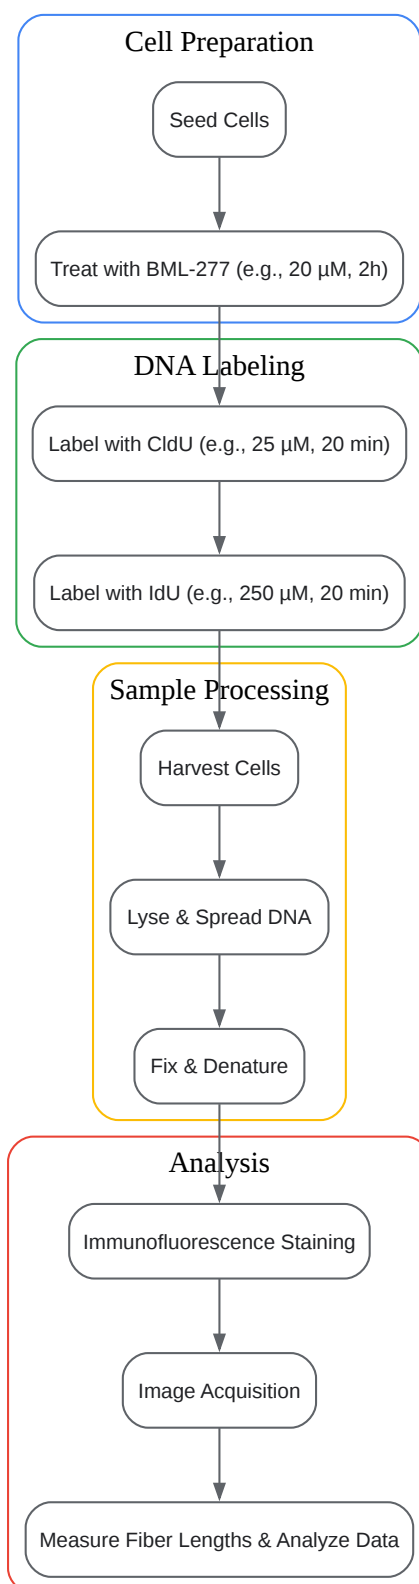 Cell Preparation
Seed Cells
Treat with BML-277 (e.g., 20 µM, 2h)
DNA Labeling
Label with CldU (e.g., 25 µM, 20 min)
Label with IdU (e.g., 250 µM, 20 min)
Sample Processing
Harvest Cells
Lyse & Spread DNA
Fix & Denature
Analysis
Immunofluorescence Staining
Image Acquisition
Measure Fiber Lengths & Analyze Data